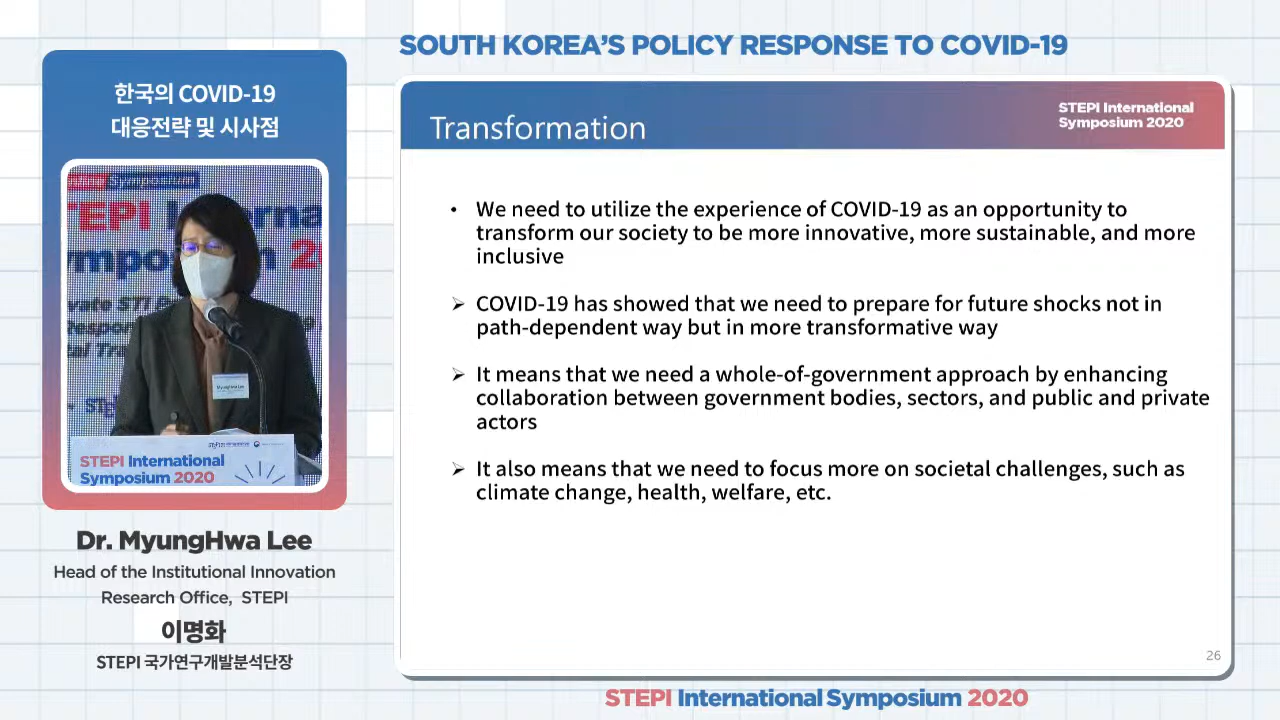 SOUTH KOREA'S POLICY RESPONSE TO COVID-19
한국의 COVID-19
대응전략 및 시사점
Symposium
TEPI Interna
mpo 2
vate STI
STEPI International
Symposium 2020
Dr. MyungHwa Lee
Head of the Institutional Innovation
Research Office, STEPI
이명화
STEPI 국가연구개발분석단장
Transformation
STEPI International
Symposium 2020
• We need to utilize the experience of COVID-19 as an opportunity to
transform our society to be more innovative, more sustainable, and more
inclusive
➢ COVID-19 has showed that we need to prepare for future shocks not in
path-dependent way but in more transformative way
➢ It means that we need a whole-of-government approach by enhancing
collaboration between government bodies, sectors, and public and private
actors
➢ It also means that we need to focus more on societal challenges, such as
climate change, health, welfare, etc.
26
STEPI International Symposium 2020